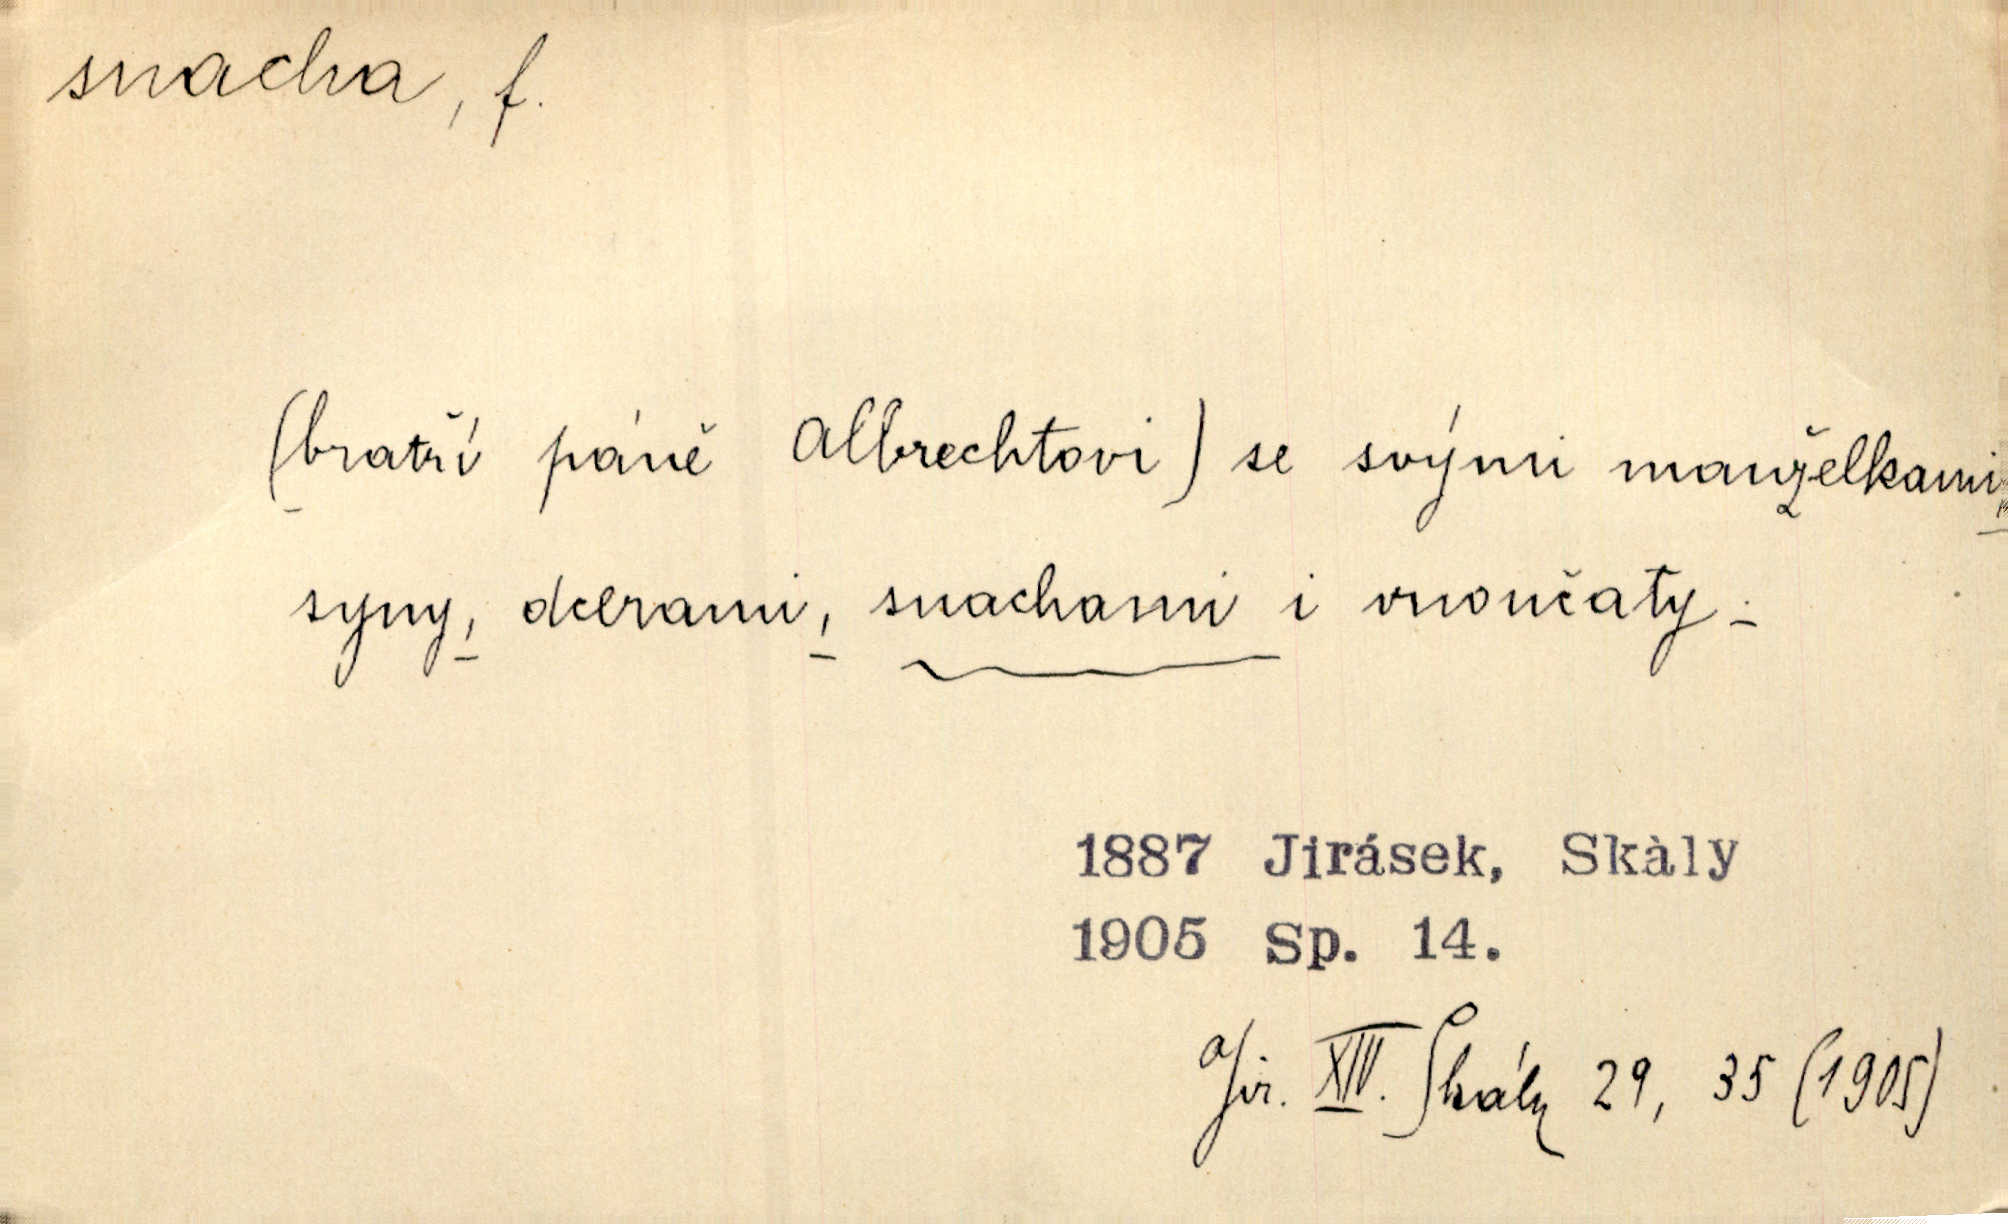 snacha, f.
(bratří páně Albrechtovi) se svými manželkami,
syny, dcerami, snachami i vnoučaty.
1887 Jirásek, Skàly
1905 Sp. 14.
Jir. XIV. Skály 29, 35 (1905)